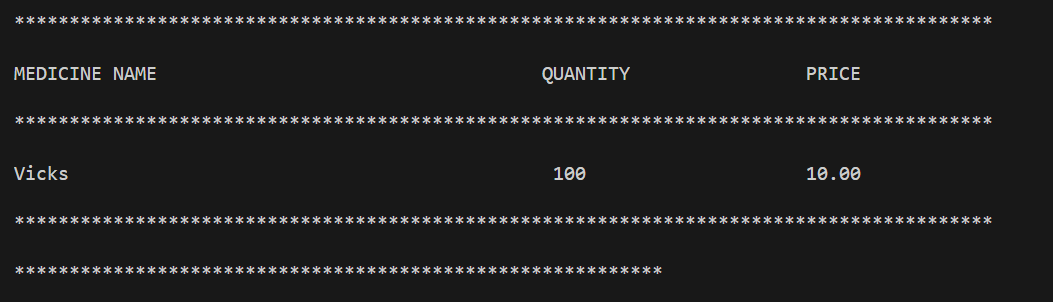 *****************************************************************************************
MEDICINE NAME                                   QUANTITY                PRICE
*****************************************************************************************
Vicks                                            100                    10.00
*****************************************************************************************
***********************************************************